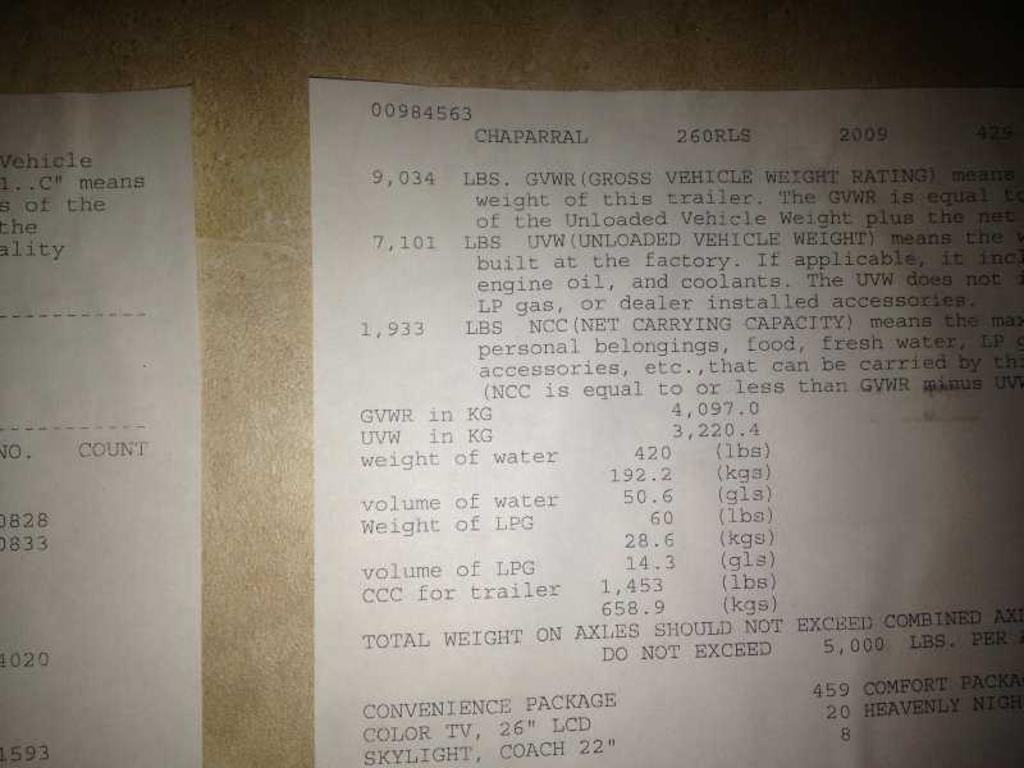 Vehicle
1..C" means
s of the
the
ality
NO. COUNT
0828
0833
4020
1593
00984563
CHAPARRAL 260RLS 2009 429
9,034 LBS. GVWR(GROSS VEHICLE WEIGHT RATING) means
weight of this trailer. The GVWR is equal to
of the Unloaded Vehicle Weight plus the net
7,101 LBS UVW(UNLOADED VEHICLE WEIGHT) means the w
built at the factory. If applicable, it incl
engine oil, and coolants. The UVW does not i
LP gas, or dealer installed accessories.
1,933 LBS NCC(NET CARRYING CAPACITY) means the max
personal belongings, food, fresh water, LP g
accessories, etc.,that can be carried by thi
(NCC is equal to or less than GVWR minus UVW
GVWR in KG 4,097.0
UVW in KG 3,220.4
weight of water 420 (lbs)
192.2 (kgs)
volume of water 50.6 (gls)
Weight of LPG 60 (lbs)
28.6 (kgs)
volume of LPG 14.3 (gls)
CCC for trailer 1,453 (lbs)
658.9 (kgs)
TOTAL WEIGHT ON AXLES SHOULD NOT EXCEED COMBINED AXL
DO NOT EXCEED 5,000 LBS. PER
CONVENIENCE PACKAGE 459 COMFORT PACKA
COLOR TV, 26" LCD 20 HEAVENLY NIGH
SKYLIGHT, COACH 22" 8